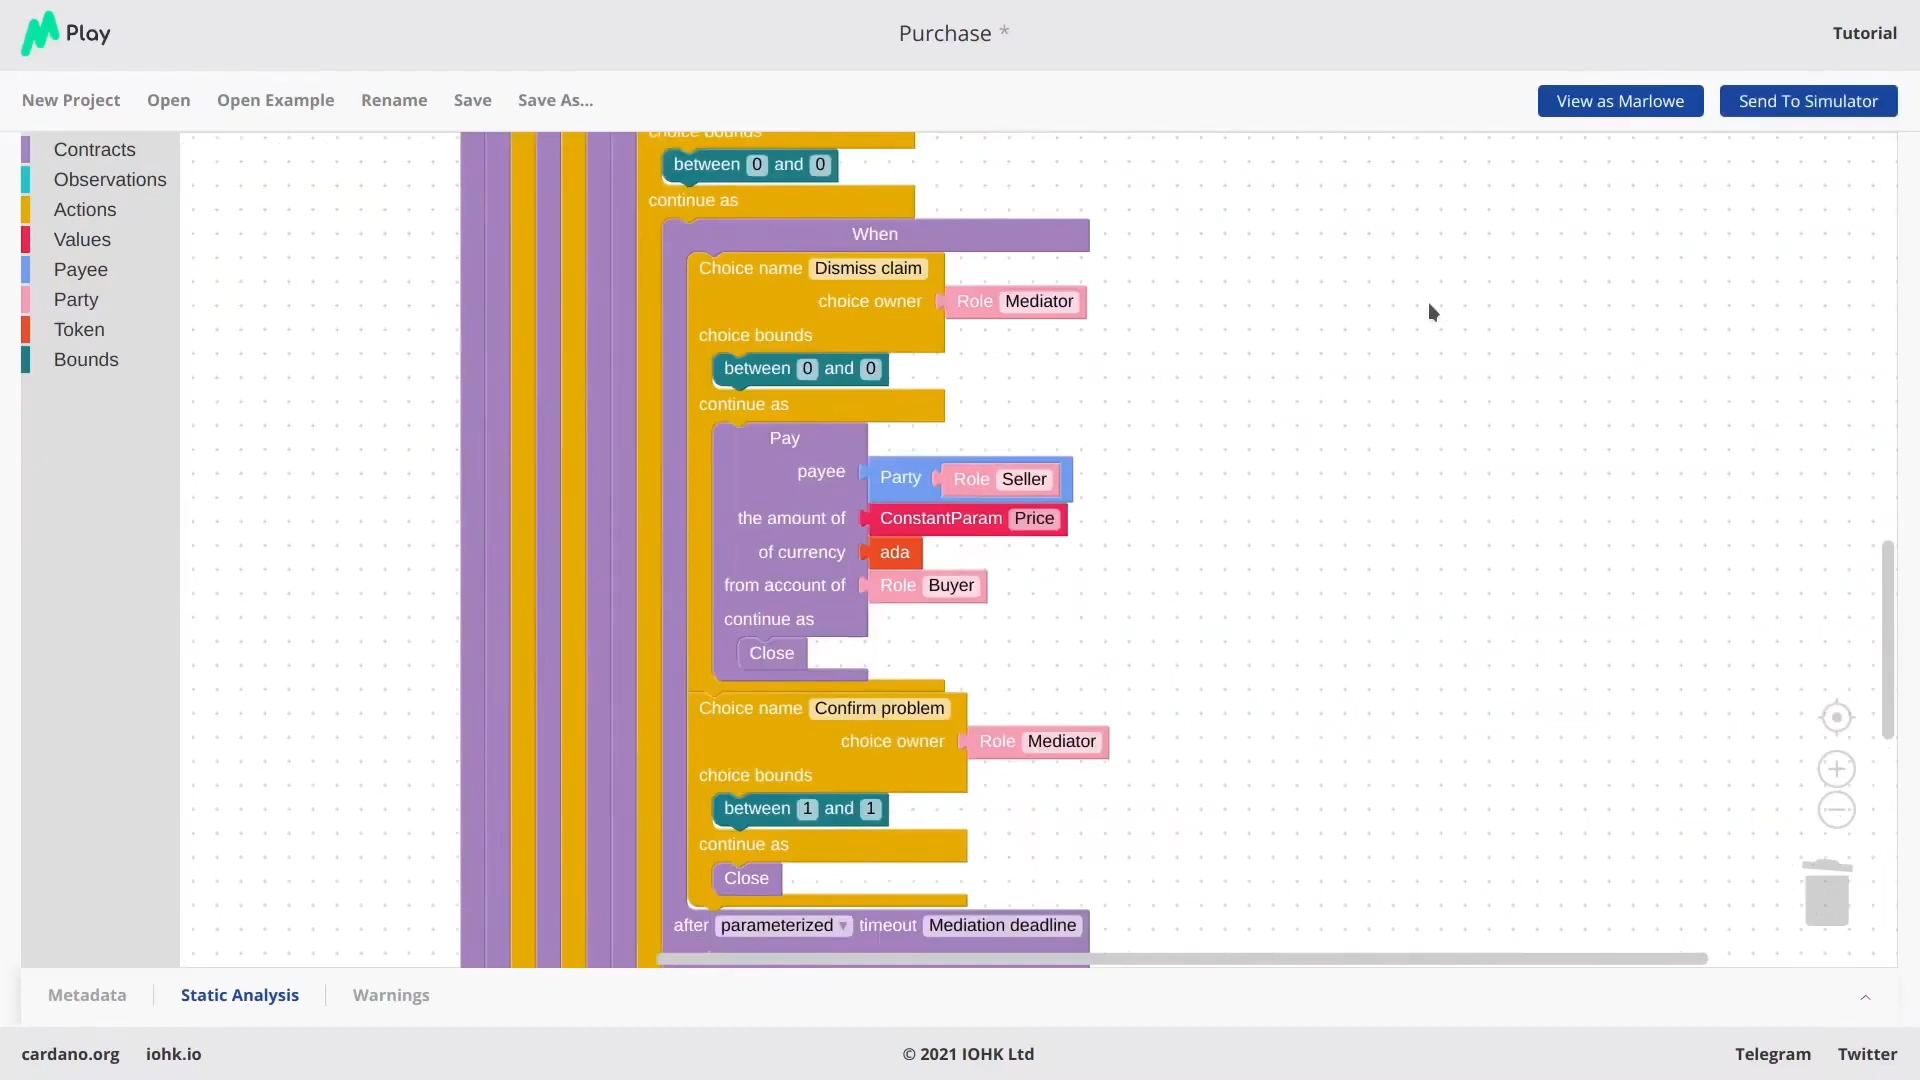 Play
Purchase *
Tutorial
New Project
Open
Open Example
Rename
Save
Save As...
View as Marlowe
Send To Simulator
Contracts
Observations
Actions
Values
Payee
Party
Token
Bounds
choice bounds
between 0 and 0
continue as
When
Choice name Dismiss claim
choice owner Role Mediator
choice bounds
between 0 and 0
continue as
Pay
payee Party Role Seller
the amount of ConstantParam Price
of currency ada
from account of Role Buyer
continue as
Close
Choice name Confirm problem
choice owner Role Mediator
choice bounds
between 1 and 1
continue as
Close
after parameterized timeout Mediation deadline
Metadata
Static Analysis
Warnings
cardano.org
iohk.io
© 2021 IOHK Ltd
Telegram
Twitter